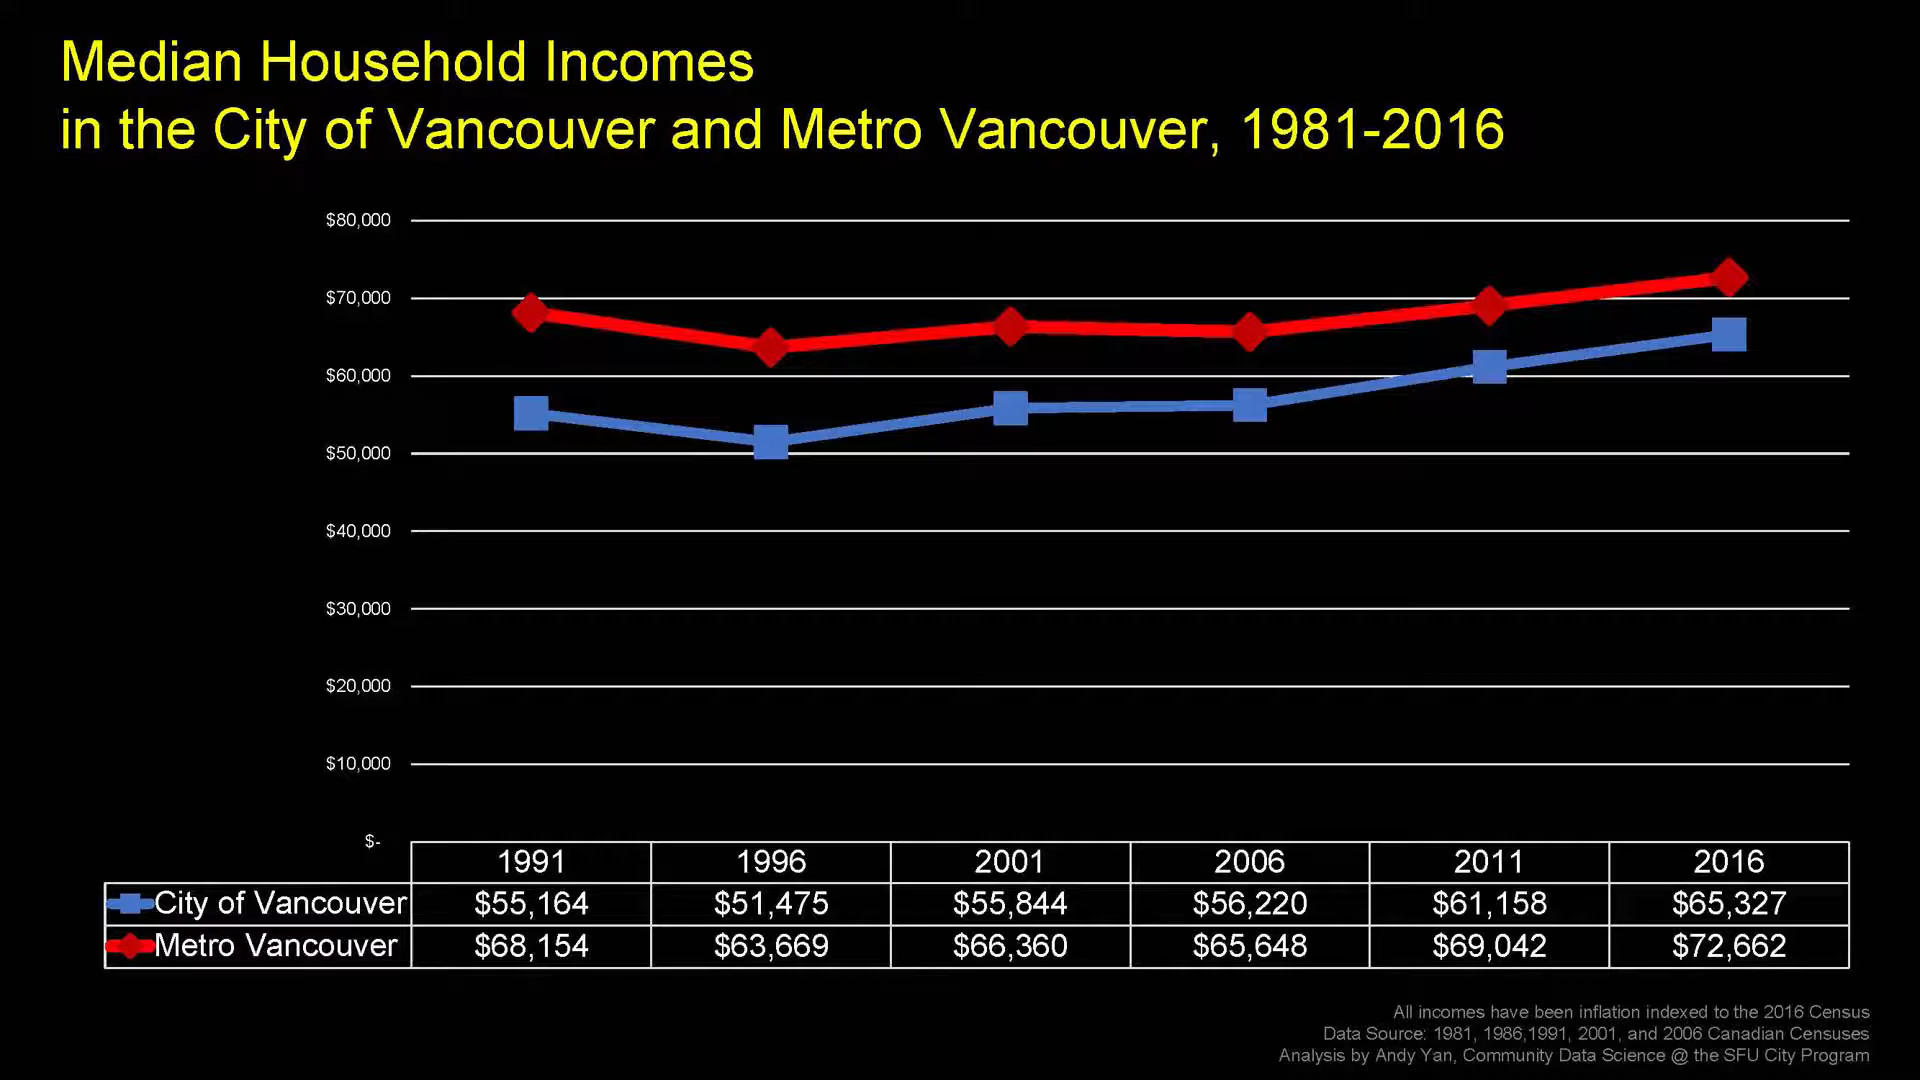 Median Household Incomes
in the City of Vancouver and Metro Vancouver, 1981-2016
$80,000
$70,000
$60,000
$50,000
$40,000
$30,000
$20,000
$10,000
$-
1991 1996 2001 2006 2011 2016
City of Vancouver $55,164 $51,475 $55,844 $56,220 $61,158 $65,327
Metro Vancouver $68,154 $63,669 $66,360 $65,648 $69,042 $72,662
All incomes have been inflation indexed to the 2016 Census
Data Source: 1981, 1986,1991, 2001, and 2006 Canadian Censuses
Analysis by Andy Yan, Community Data Science @ the SFU City Program